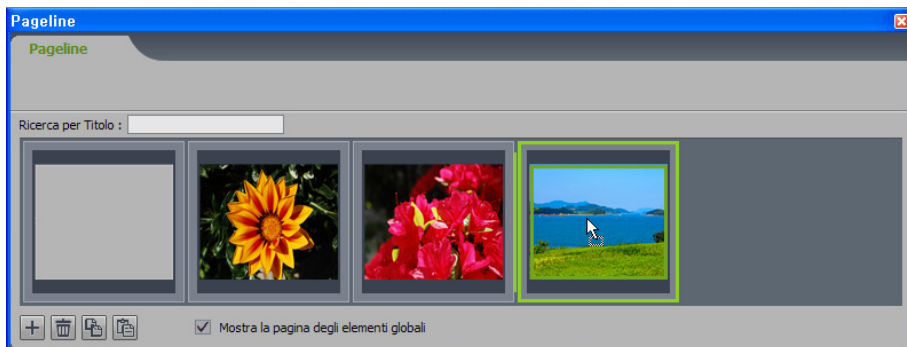 Pageline
Pageline
Ricerca per Titolo :
Mostra la pagina degli elementi globali